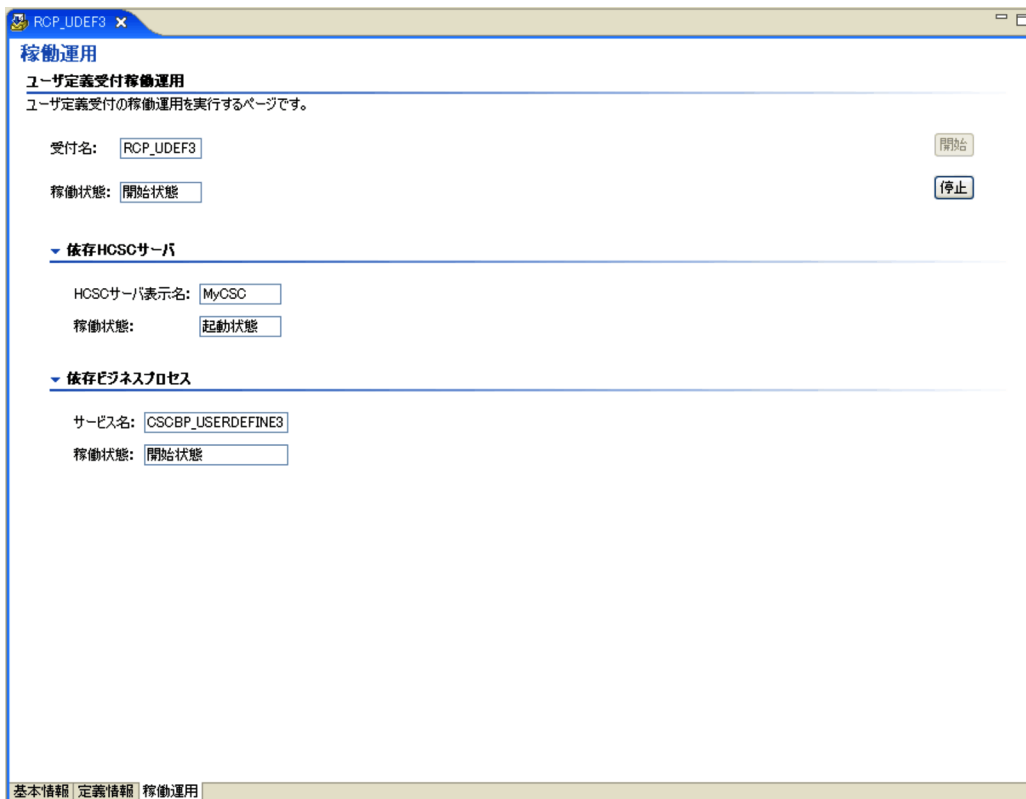 RCP_UDEF3
稼働運用
ユーザ定義受付稼働運用
ユーザ定義受付の稼働運用を実行するページです。
受付名: RCP_UDEF3 開始
稼働状態: 開始状態 停止
依存HCSCサーバ
HCSCサーバ表示名: MyCSC
稼働状態: 起動状態
依存ビジネスプロセス
サービス名: CSCBP_USERDEFINE3
稼働状態: 開始状態
基本情報 定義情報 稼働運用